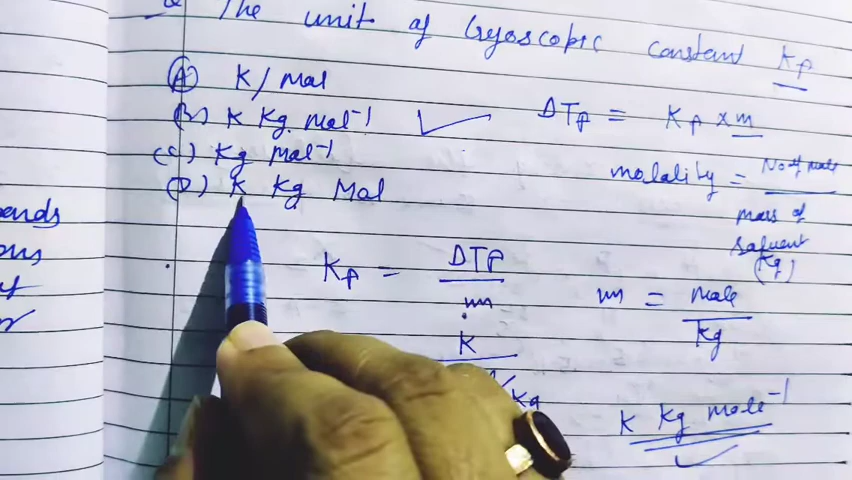 Q The unit of Cryoscopic constant Kf
(A) K/mol
(B) K Kg mol⁻¹ ✓
(C) Kg mol⁻¹
(D) K Kg Mol
ΔTf = Kf × m
molality = No of mole
mass of
(Kg)
Kf = ΔTf
m
K
Kg
m = mole
Kg
K Kg mole⁻¹ ✓